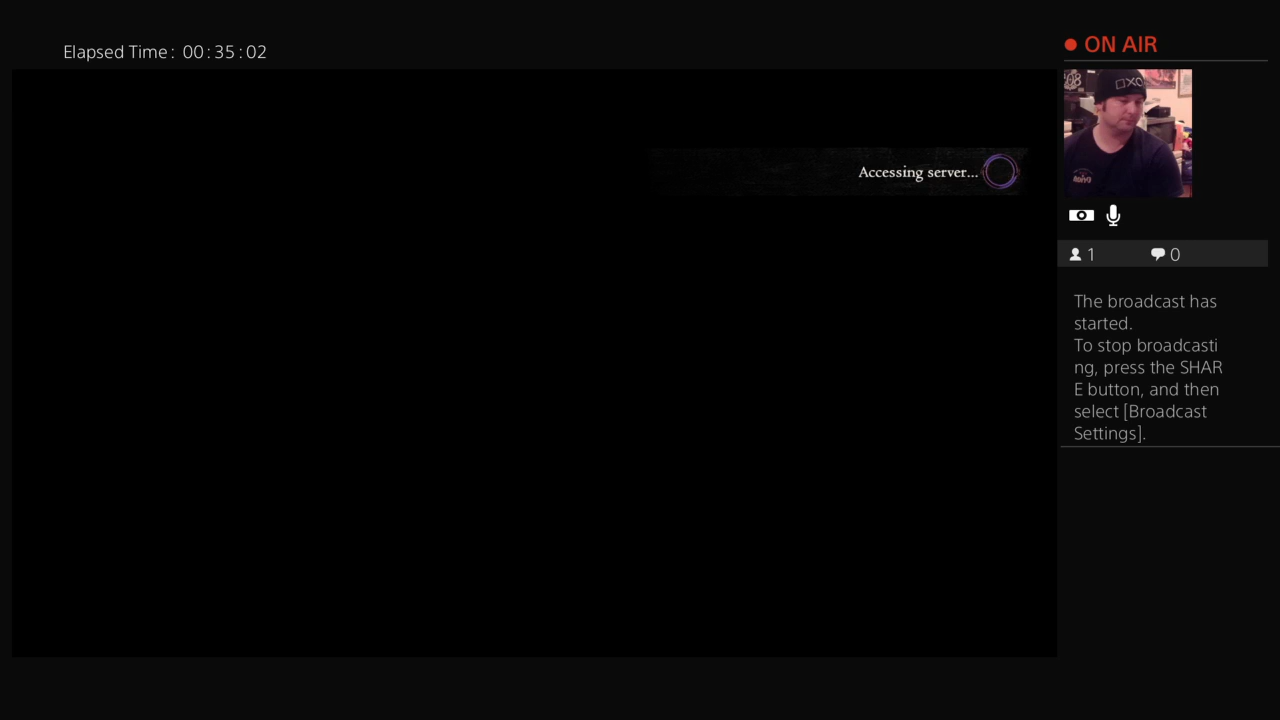 Elapsed Time: 00:35:02
ON AIR
Accessing server...
1
0
The broadcast has
started.
To stop broadcasti
ng, press the SHAR
E button, and then
select [Broadcast
Settings].